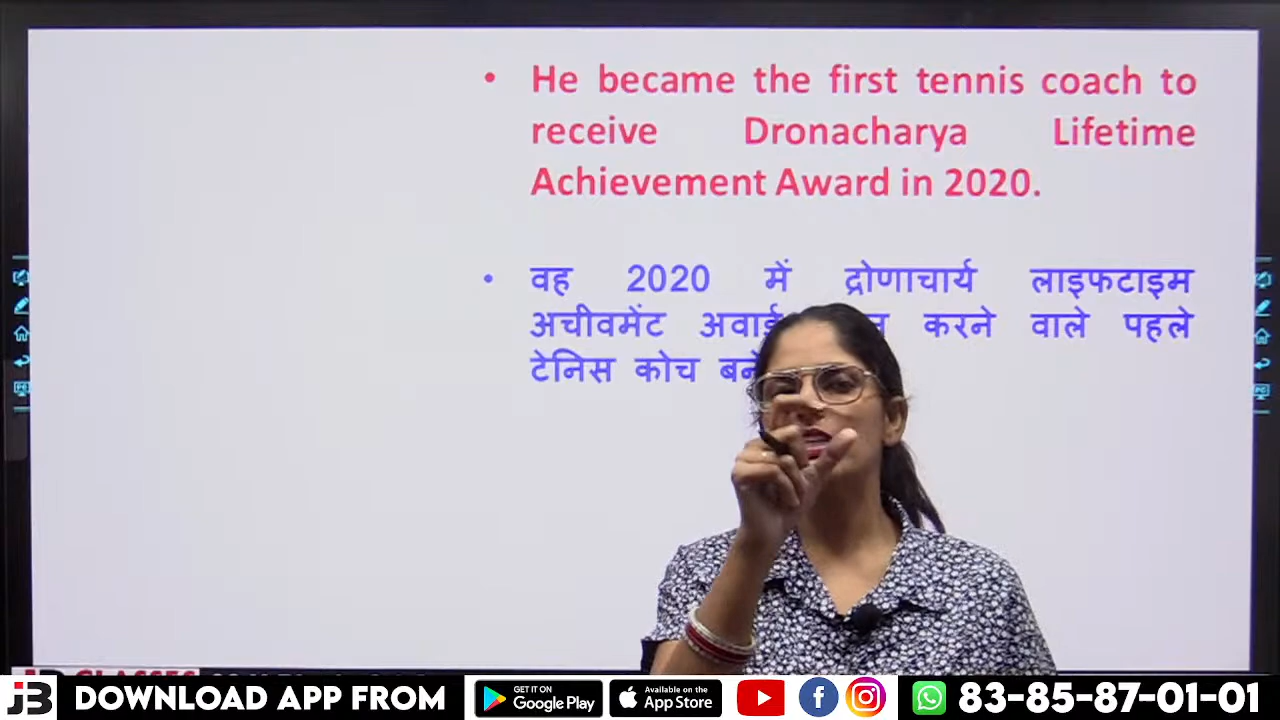 • He became the first tennis coach to
receive Dronacharya Lifetime
Achievement Award in 2020.
• वह 2020 में द्रोणाचार्य लाइफटाइम
अचीवमेंट करने वाले पहले
टेनिस कोच
JB DOWNLOAD APP FROM GET IT ON Google Play Available on the App Store 83-85-87-01-01